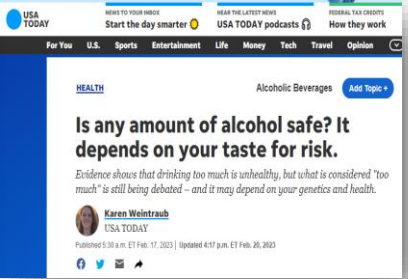 USA
TODAY
NEWS TO YOUR INBOX
Start the day smarter
HEAR THE LATEST NEWS
USA TODAY podcasts
FEDERAL TAX CREDITS
How they work
For You U.S. Sports Entertainment Life Money Tech Travel Opinion
HEALTH
Alcoholic Beverages
Add Topic +
Is any amount of alcohol safe? It
depends on your taste for risk.
Evidence shows that drinking too much is unhealthy, but what is considered "too
much" is still being debated – and it may depend on your genetics and health.
Karen Weintraub
USA TODAY
Published 5:30 a.m. ET Feb. 17, 2023 | Updated 4:17 p.m. ET Feb. 20, 2023